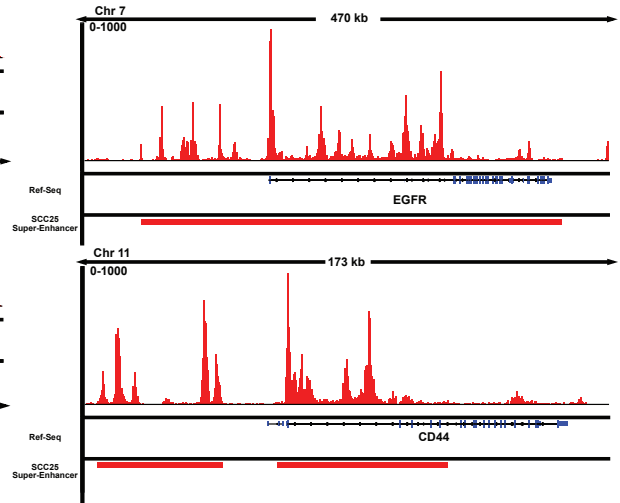 Chr 7
470 kb
0-1000
Ref-Seq
EGFR
SCC25
Super-Enhancer
Chr 11
173 kb
0-1000
Ref-Seq
CD44
SCC25
Super-Enhancer